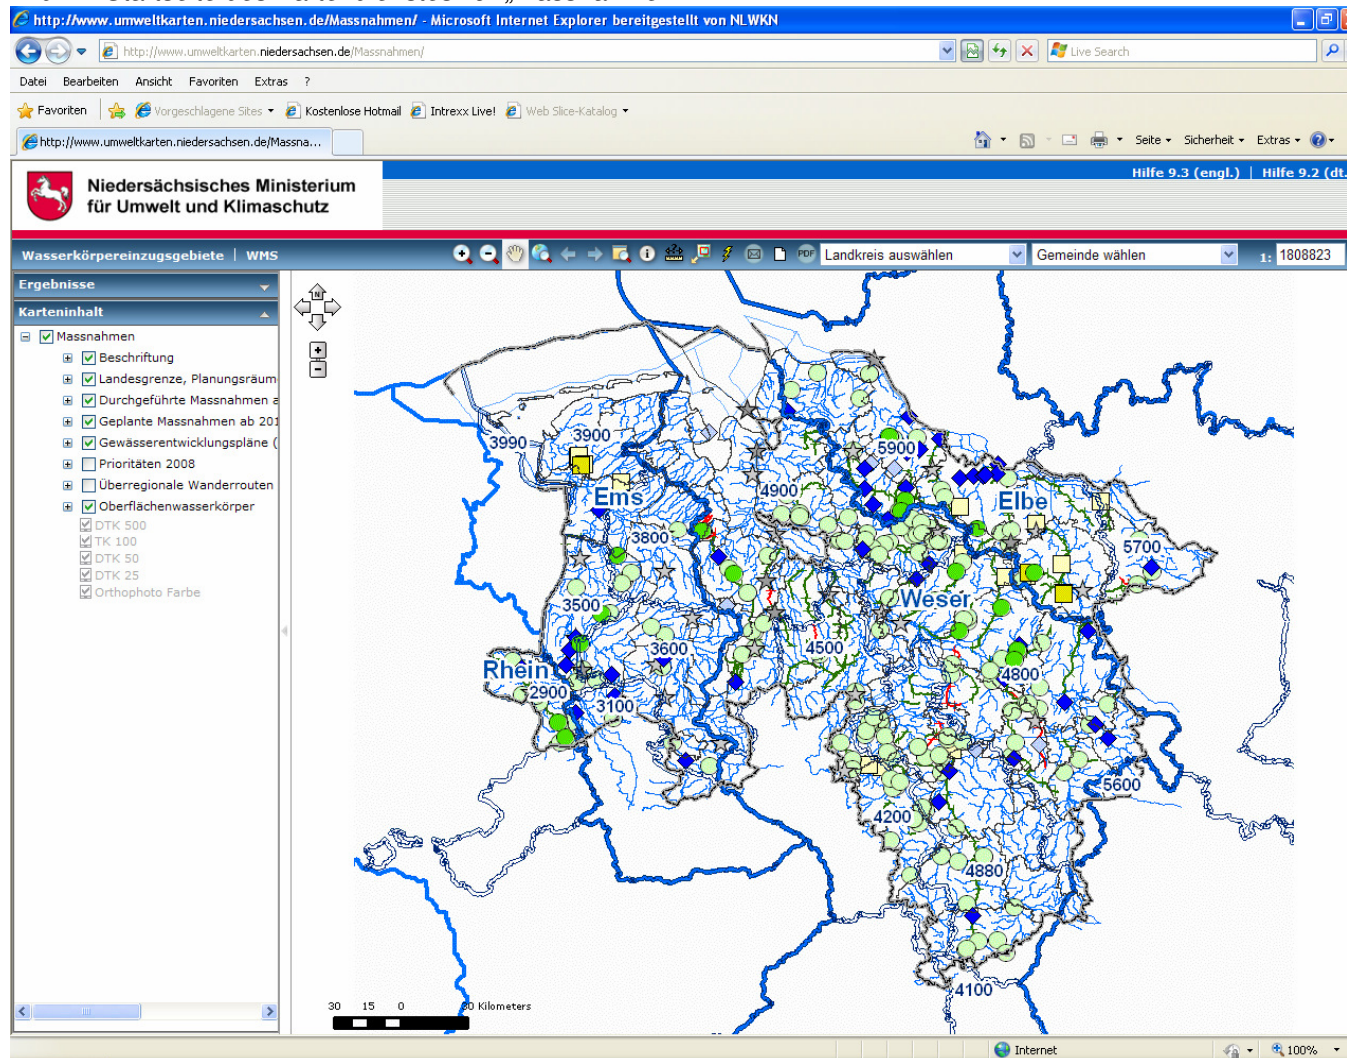 http://www.umweltkarten.niedersachsen.de/Massnahmen/ - Microsoft Internet Explorer bereitgestellt von NLWKN
http://www.umweltkarten.niedersachsen.de/Massnahmen/
Live Search
Datei Bearbeiten Ansicht Favoriten Extras ?
Favoriten Vorgeschlagene Sites Kostenlose Hotmail Intrexx Live! Web Slice-Katalog
http://www.umweltkarten.niedersachsen.de/Massna...
Seite Sicherheit Extras
Hilfe 9.3 (engl.) | Hilfe 9.2 (dt.
Niedersächsisches Ministerium
für Umwelt und Klimaschutz
Wasserkörpereinzugsgebiete | WMS
PDF
Landkreis auswählen
Gemeinde wählen
1: 1808823
Ergebnisse
Karteninhalt
Massnahmen
Beschriftung
Landesgrenze, Planungsräum
Durchgeführte Massnahmen a
Geplante Massnahmen ab 201
Gewässerentwicklungspläne (
Prioritäten 2008
Überregionale Wanderrouten
Oberflächenwasserkörper
DTK 500
TK 100
DTK 50
DTK 25
Orthophoto Farbe
N
3990
3900
5900
4900
Ems
Elbe
3800
5700
Weser
3500
3600
4500
Rhein
4800
2900
3100
5600
4200
4880
4100
30 15 0 30 Kilometers
Internet
100%